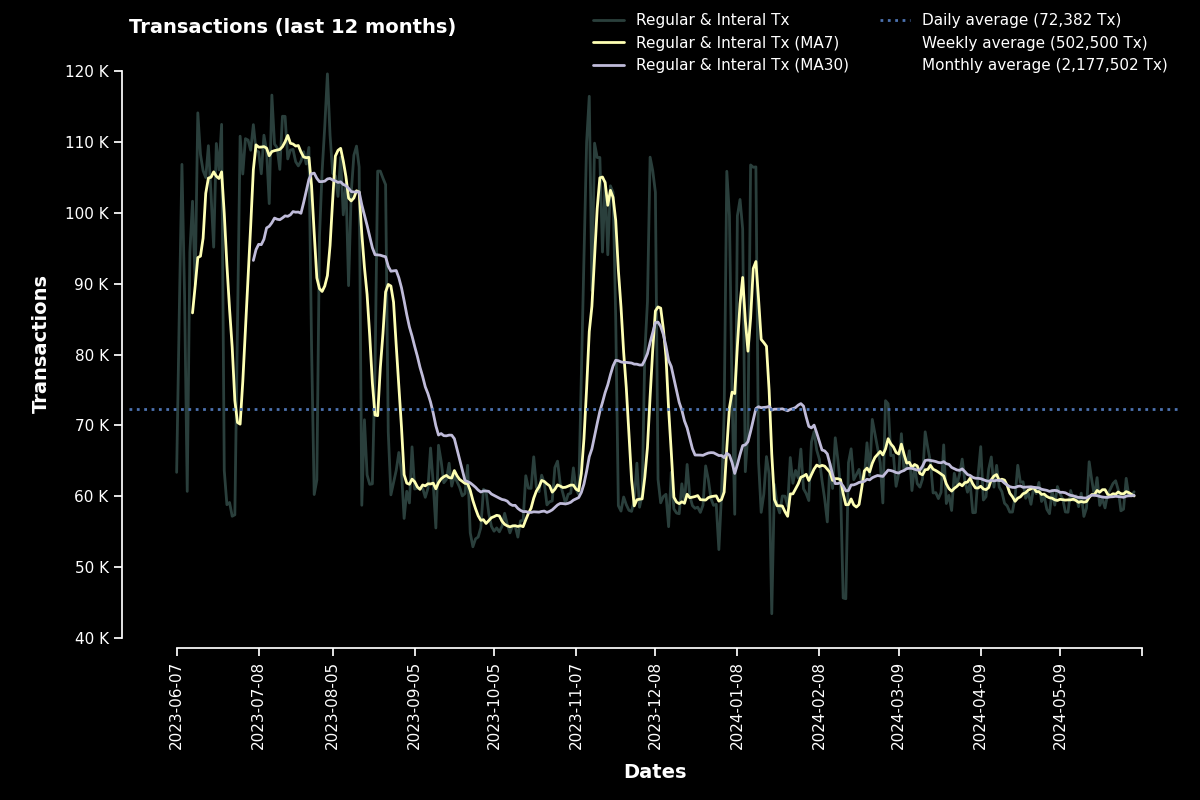 Transactions (last 12 months)
Regular & Interal Tx
Regular & Interal Tx (MA7)
Regular & Interal Tx (MA30)
Daily average (72,382 Tx)
Weekly average (502,500 Tx)
Monthly average (2,177,502 Tx)
Transactions
120 K
110 K
100 K
90 K
80 K
70 K
60 K
50 K
40 K
2023-06-07
2023-07-08
2023-08-05
2023-09-05
2023-10-05
2023-11-07
2023-12-08
2024-01-08
2024-02-08
2024-03-09
2024-04-09
2024-05-09
Dates